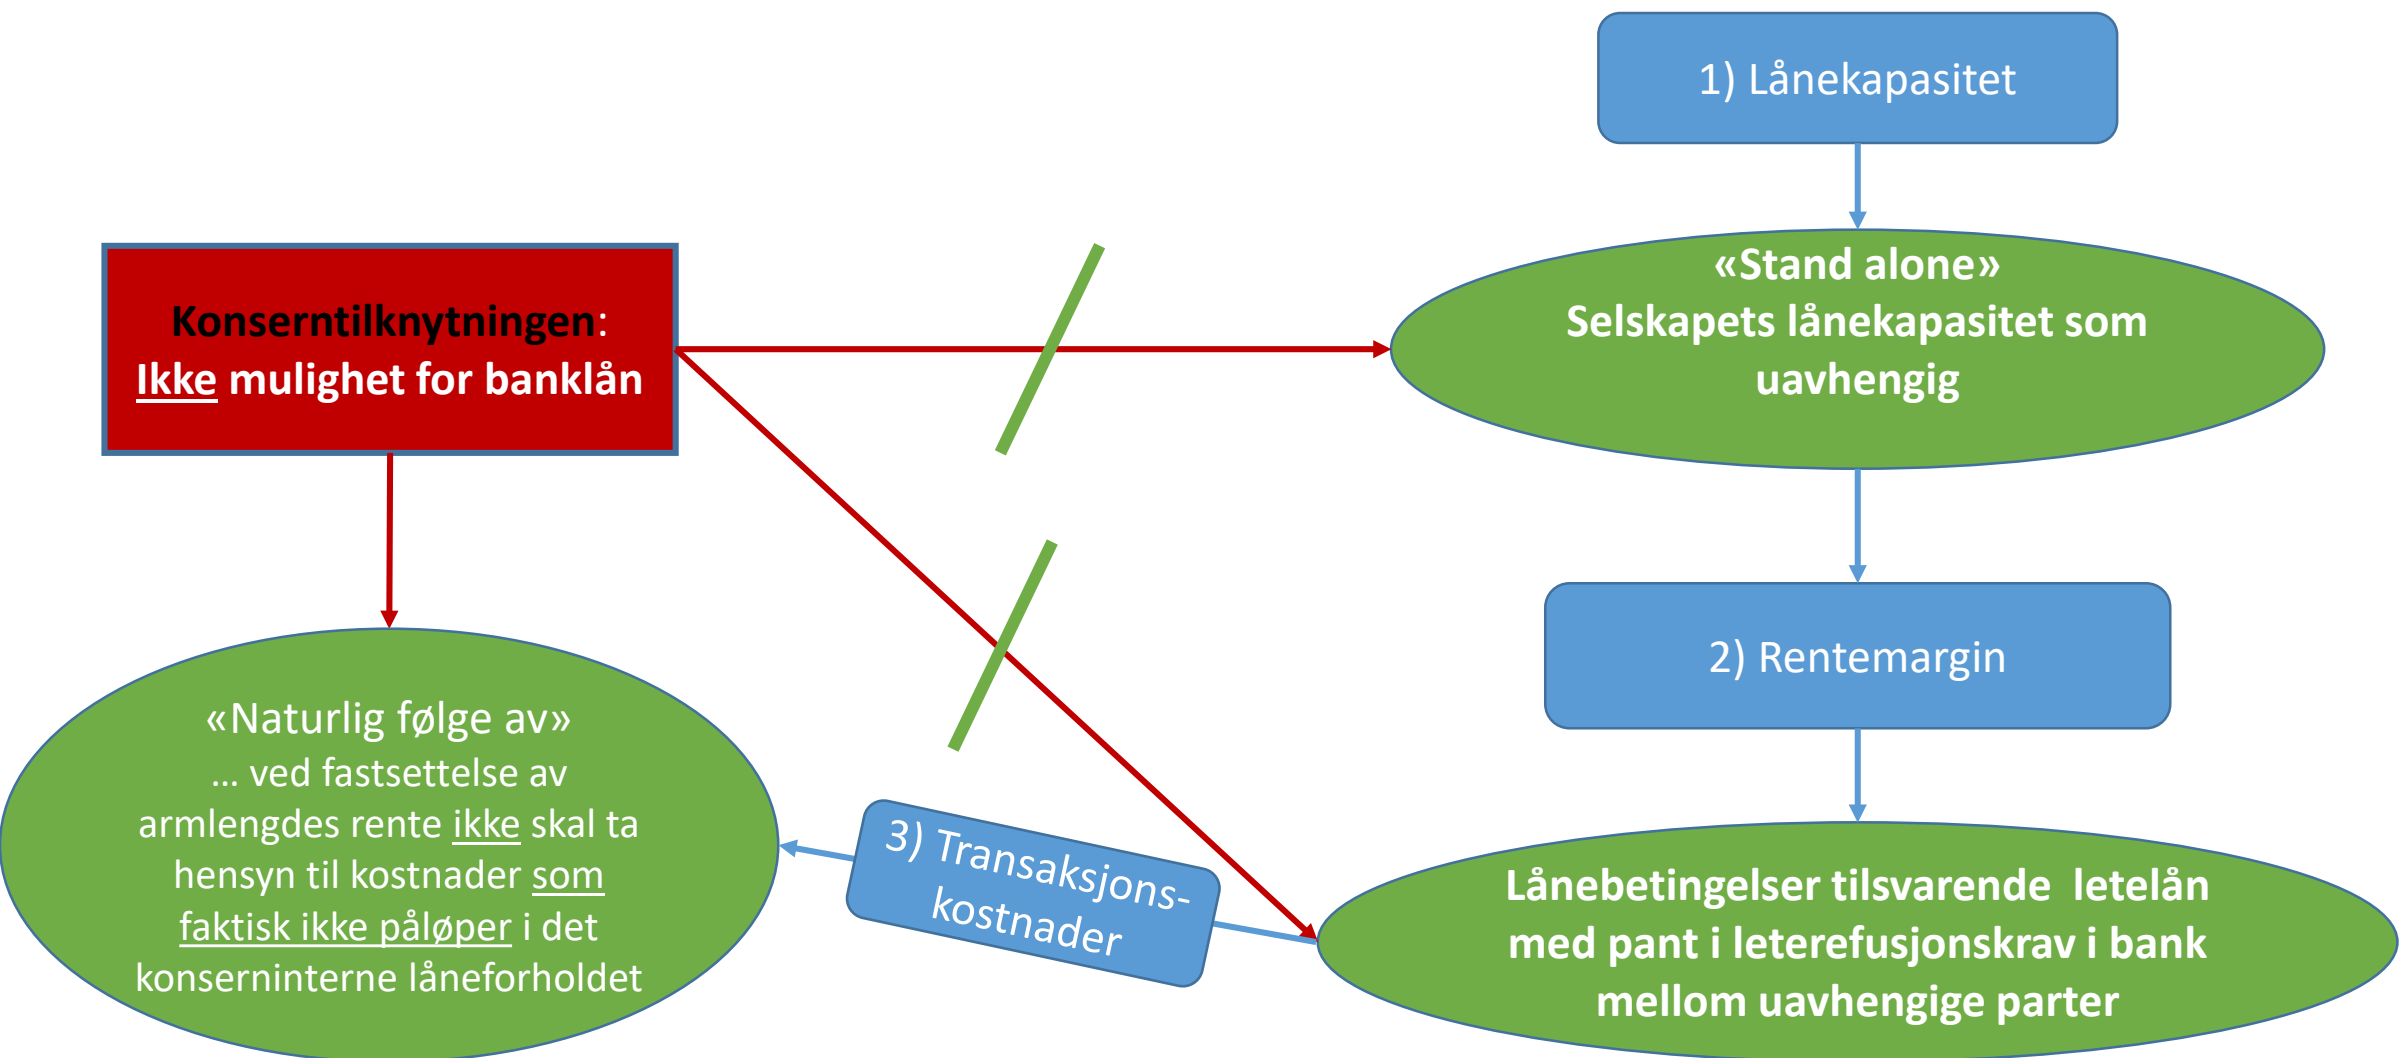 1) Lånekapasitet
«Stand alone»
Selskapets lånekapasitet som
uavhengig
Konserntilknytningen:
Ikke mulighet for banklån
2) Rentemargin
«Naturlig følge av»
... ved fastsettelse av
armlengdes rente ikke skal ta
hensyn til kostnader som
faktisk ikke påløper i det
konserninterne låneforholdet
3) Transaksjons-
kostnader
Lånebetingelser tilsvarende  letelån
med pant i leterefusjonskrav i bank
mellom uavhengige parter